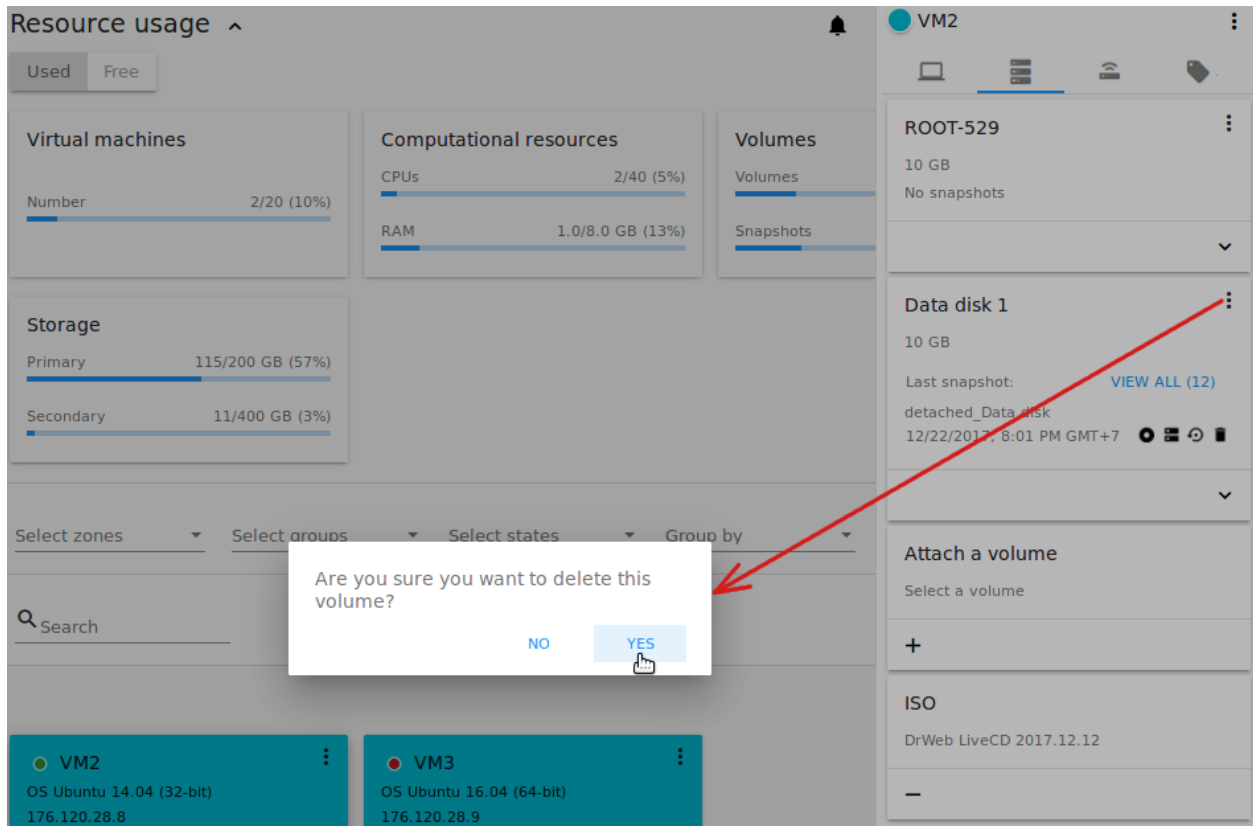 Resource usage
Used Free
Virtual machines
Number 2/20 (10%)
Computational resources
CPUs 2/40 (5%)
RAM 1.0/8.0 GB (13%)
Volumes
Volumes
Snapshots
Storage
Primary 115/200 GB (57%)
Secondary 11/400 GB (3%)
Select zones Select groups Select states Group by
Search
Are you sure you want to delete this
volume?
NO YES
VM2
OS Ubuntu 14.04 (32-bit)
176.120.28.8
VM3
OS Ubuntu 16.04 (64-bit)
176.120.28.9
VM2
ROOT-529
10 GB
No snapshots
Data disk 1
10 GB
Last snapshot: VIEW ALL (12)
detached_Data disk
12/22/2017, 8:01 PM GMT+7
Attach a volume
Select a volume
+
ISO
DrWeb LiveCD 2017.12.12
−